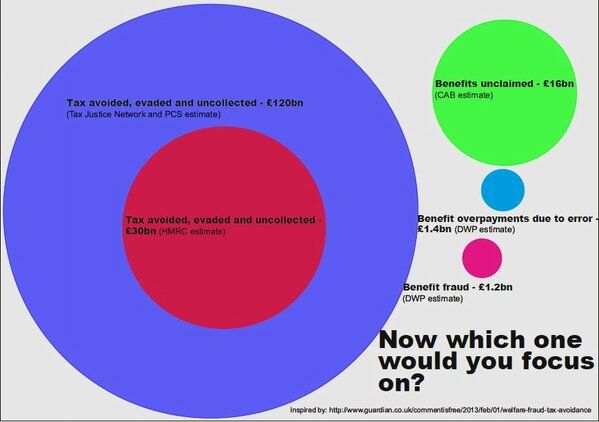 Tax avoided, evaded and uncollected - £120bn
(Tax Justice Network and PCS estimate)
Tax avoided, evaded and uncollected -
£30bn (HMRC estimate)
Benefits unclaimed - £16bn
(CAB estimate)
Benefit overpayments due to error -
£1.4bn (DWP estimate)
Benefit fraud - £1.2bn
(DWP estimate)
Now which one
would you focus
on?
Inspired by: http://www.guardian.co.uk/commentisfree/2013/feb/01/welfare-fraud-tax-avoidance